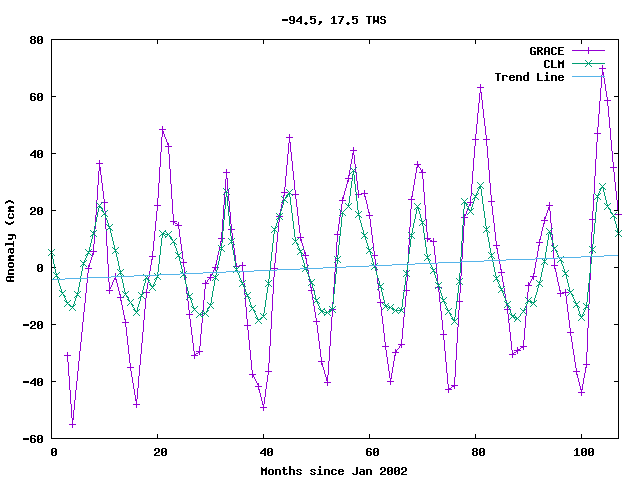 -94.5, 17.5 TWS
GRACE
CLM
Trend Line
80
60
40
20
0
-20
-40
-60
Anomaly (cm)
0 20 40 60 80 100
Months since Jan 2002